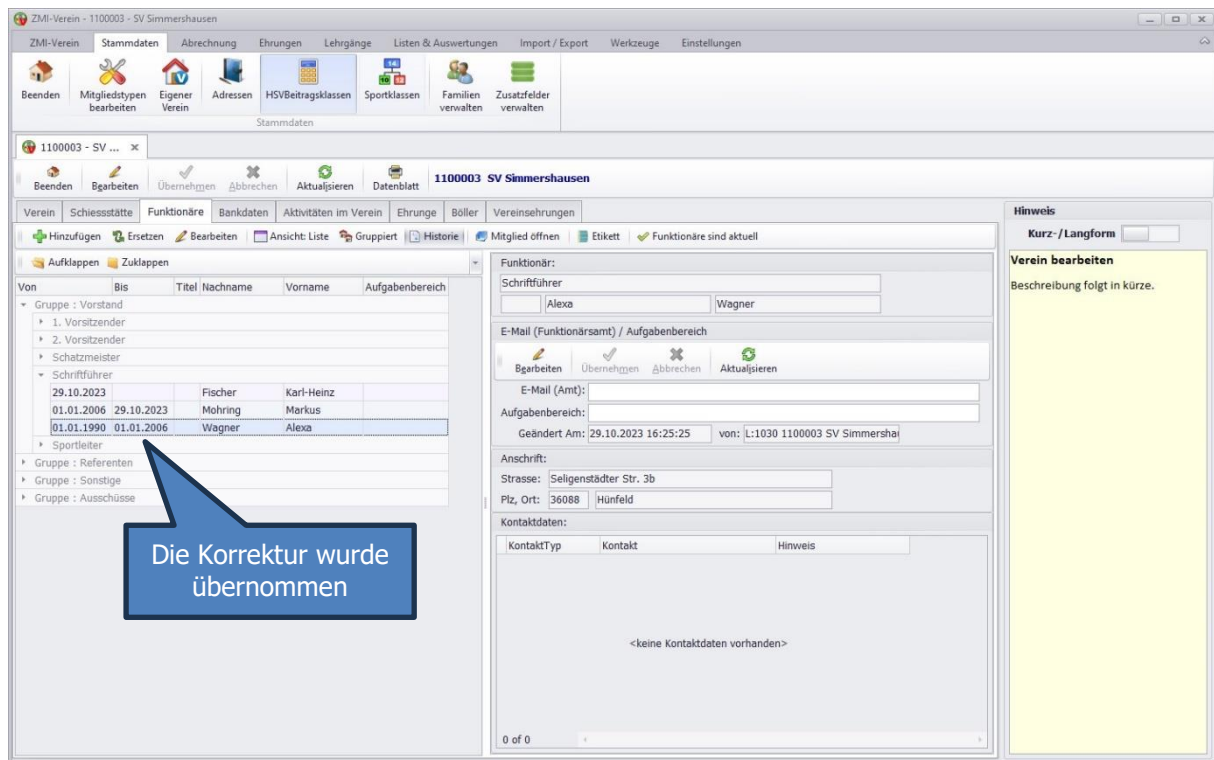 ZMI-Verein - 1100003 - SV Simmershausen
ZMI-Verein Stammdaten Abrechnung Ehrungen Lehrgänge Listen & Auswertungen Import / Export Werkzeuge Einstellungen
Beenden Mitgliedstypen bearbeiten Eigener Verein Adressen HSVBeitragsklassen Sportklassen Familien verwalten Zusatzfelder verwalten
Stammdaten
1100003 - SV ... x
Beenden Bearbeiten Übernehmen Abbrechen Aktualisieren Datenblatt 1100003 SV Simmershausen
Verein Schiessstätte Funktionäre Bankdaten Aktivitäten im Verein Ehrunge Böller Vereinsehrungen
Hinzufügen Ersetzen Bearbeiten Ansicht: Liste Gruppiert Historie Mitglied öffnen Etikett Funktionäre sind aktuell
Aufklappen Zuklappen
Von Bis Titel Nachname Vorname Aufgabenbereich
Gruppe : Vorstand
1. Vorsitzender
2. Vorsitzender
Schatzmeister
Schriftführer
29.10.2023 Fischer Karl-Heinz
01.01.2006 29.10.2023 Mohring Markus
01.01.1990 01.01.2006 Wagner Alexa
Sportleiter
Gruppe : Referenten
Gruppe : Sonstige
Gruppe : Ausschüsse
Die Korrektur wurde
übernommen
Funktionär:
Schriftführer
Alexa Wagner
E-Mail (Funktionärsamt) / Aufgabenbereich
Bearbeiten Übernehmen Abbrechen Aktualisieren
E-Mail (Amt):
Aufgabenbereich:
Geändert Am: 29.10.2023 16:25:25 von: L:1030 1100003 SV Simmersha
Anschrift:
Strasse: Seligenstädter Str. 3b
Plz, Ort: 36088 Hünfeld
Kontaktdaten:
KontaktTyp Kontakt Hinweis
<keine Kontaktdaten vorhanden>
0 of 0
Hinweis
Kurz-/Langform
Verein bearbeiten
Beschreibung folgt in kürze.